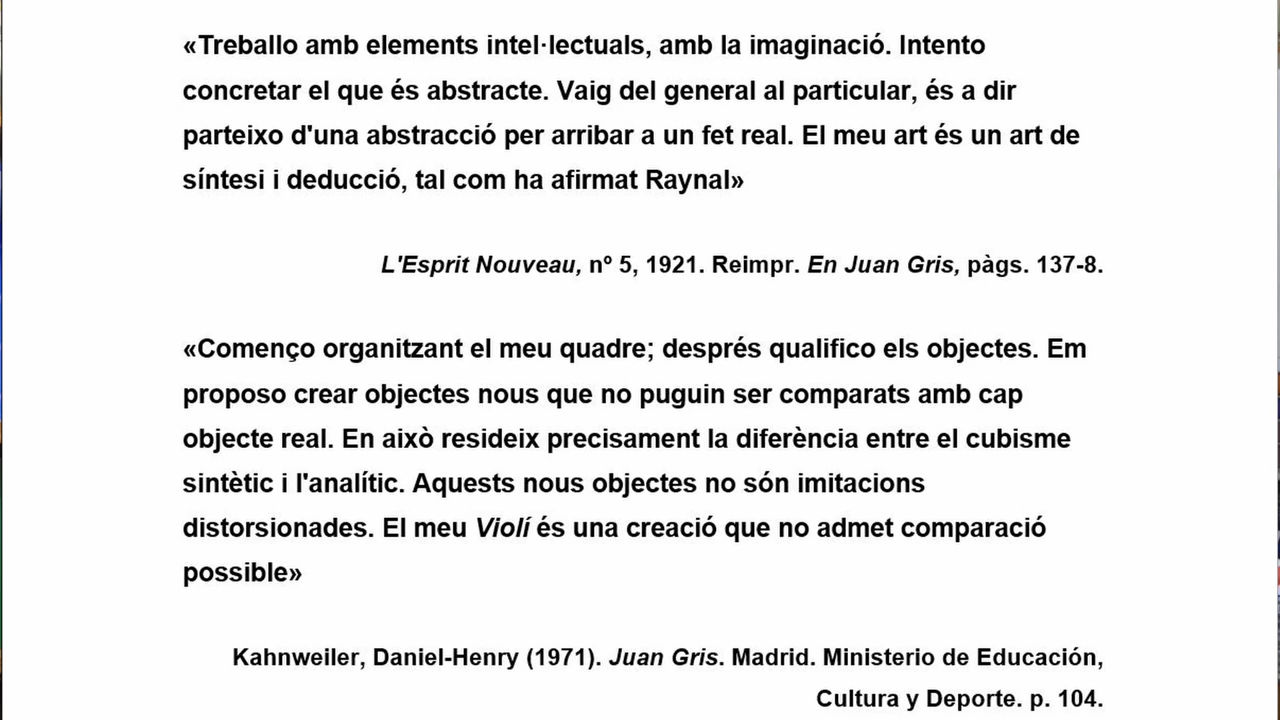 «Treballo amb elements intel·lectuals, amb la imaginació. Intento
concretar el que és abstracte. Vaig del general al particular, és a dir
parteixo d'una abstracció per arribar a un fet real. El meu art és un art de
síntesi i deducció, tal com ha afirmat Raynal»
L'Esprit Nouveau, nº 5, 1921. Reimpr. En Juan Gris, pàgs. 137-8.
«Començo organitzant el meu quadre; després qualifico els objectes. Em
proposo crear objectes nous que no puguin ser comparats amb cap
objecte real. En això resideix precisament la diferència entre el cubisme
sintètic i l'analític. Aquests nous objectes no són imitacions
distorsionades. El meu Violí és una creació que no admet comparació
possible»
Kahnweiler, Daniel-Henry (1971). Juan Gris. Madrid. Ministerio de Educación,
Cultura y Deporte. p. 104.